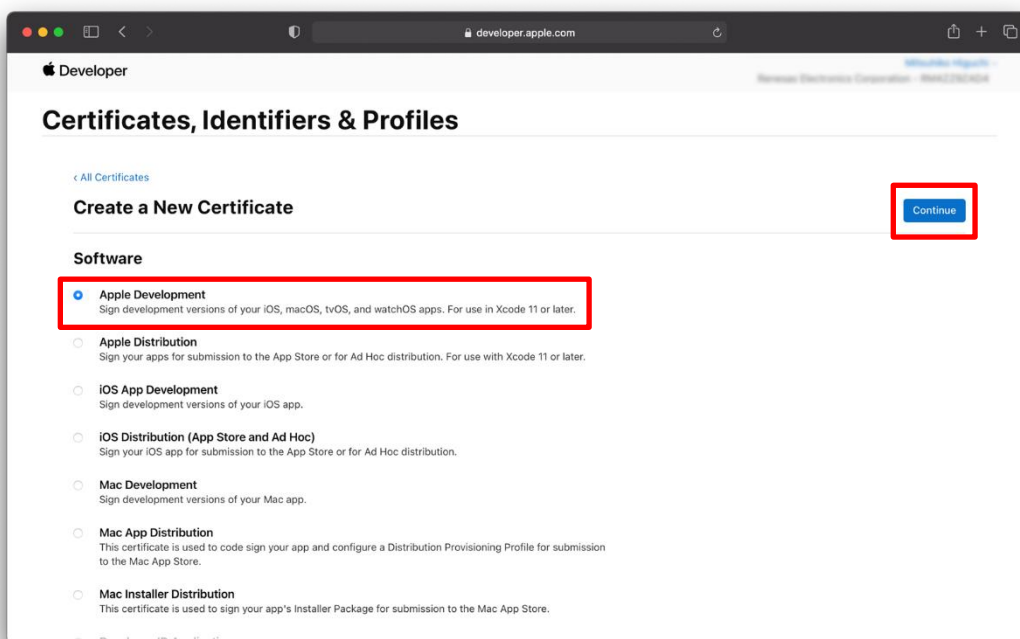 developer.apple.com
Developer
Certificates, Identifiers & Profiles
‹ All Certificates
Create a New Certificate
Continue
Software
Apple Development
Sign development versions of your iOS, macOS, tvOS, and watchOS apps. For use in Xcode 11 or later.
Apple Distribution
Sign your apps for submission to the App Store or for Ad Hoc distribution. For use with Xcode 11 or later.
iOS App Development
Sign development versions of your iOS app.
iOS Distribution (App Store and Ad Hoc)
Sign your iOS app for submission to the App Store or for Ad Hoc distribution.
Mac Development
Sign development versions of your Mac app.
Mac App Distribution
This certificate is used to code sign your app and configure a Distribution Provisioning Profile for submission
to the Mac App Store.
Mac Installer Distribution
This certificate is used to sign your app's Installer Package for submission to the Mac App Store.